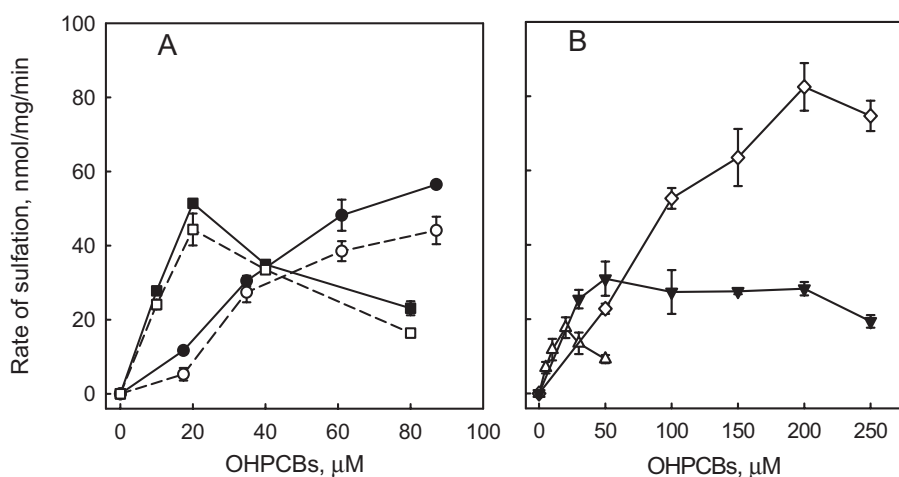 A
B
Rate of sulfation, nmol/mg/min
100
80
60
40
20
0
0 20 40 60 80 100
0 50 100 150 200 250
OHPCBs, μM
OHPCBs, μM